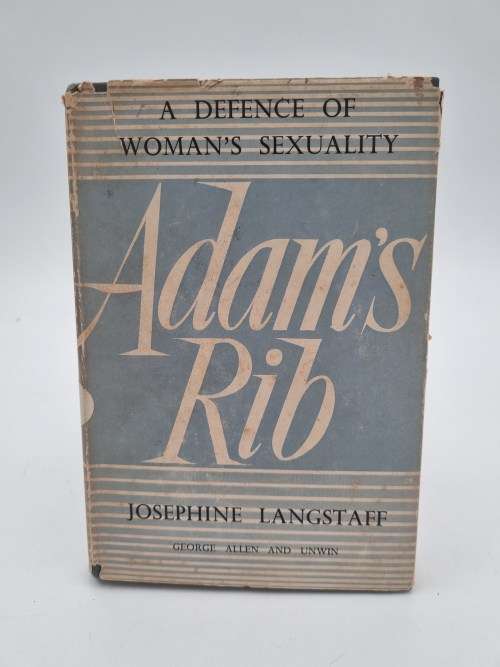 A DEFENCE OF
WOMAN'S SEXUALITY
Adam's
Rib
JOSEPHINE LANGSTAFF
GEORGE ALLEN AND UNWIN